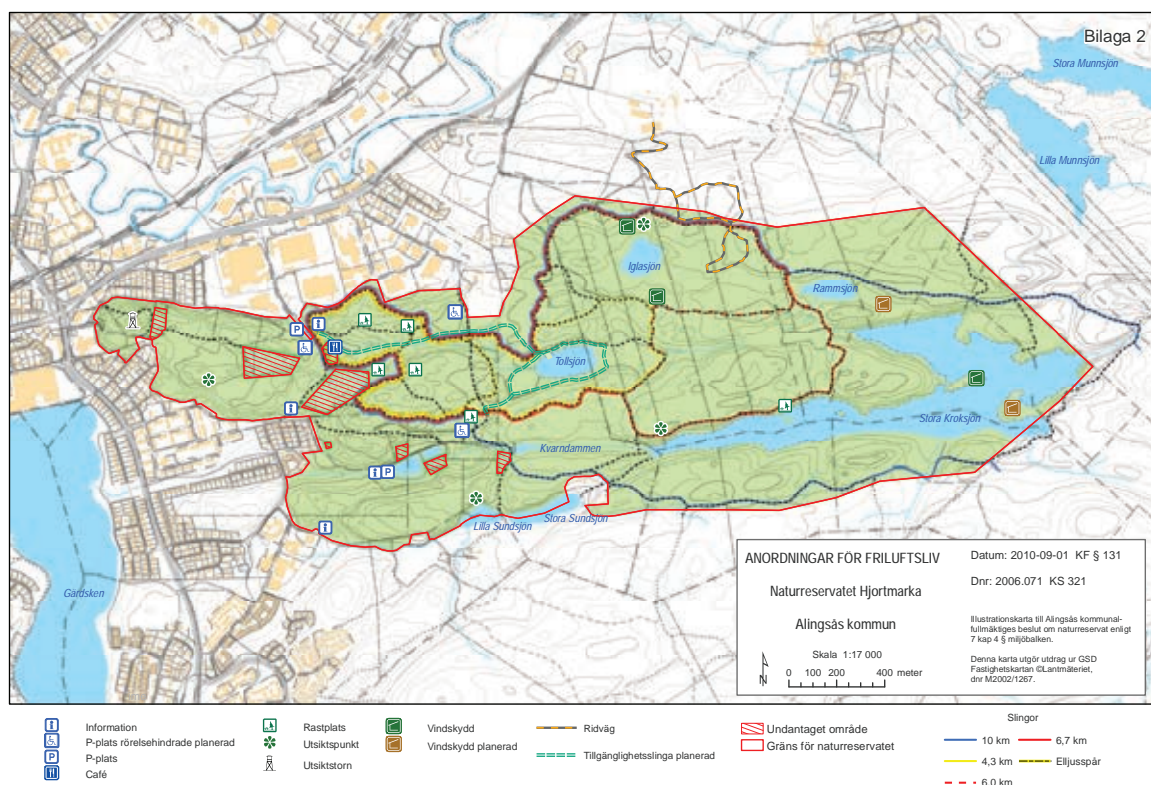 Bilaga 2
Stora Munnsjön
Lilla Munnsjön
Iglasjön
Rammsjön
Tollsjön
Stora Kroksjön
Kvarndammen
Lilla Sundsjön
Stora Sundsjön
Gärdsken
P
P
ANORDNINGAR FÖR FRILUFTSLIV
Naturreservatet Hjortmarka
Alingsås kommun
Skala 1:17 000
0 100 200 400 meter
N
Datum: 2010-09-01 KF § 131
Dnr: 2006.071 KS 321
Illustrationskarta till Alingsås kommunal-
fullmäktiges beslut om naturreservat enligt
7 kap 4 § miljöbalken.
Denna karta utgör utdrag ur GSD
Fastighetskartan ©Lantmäteriet,
dnr M2002/1267.
Information
P-plats rörelsehindrade planerad
P P-plats
Café
Rastplats
Utsiktspunkt
Utsiktstorn
Vindskydd
Vindskydd planerad
Ridväg
Tillgänglighetsslinga planerad
Undantaget område
Gräns för naturreservatet
Slingor
10 km
6,7 km
4,3 km
Elljusspår
6,0 km